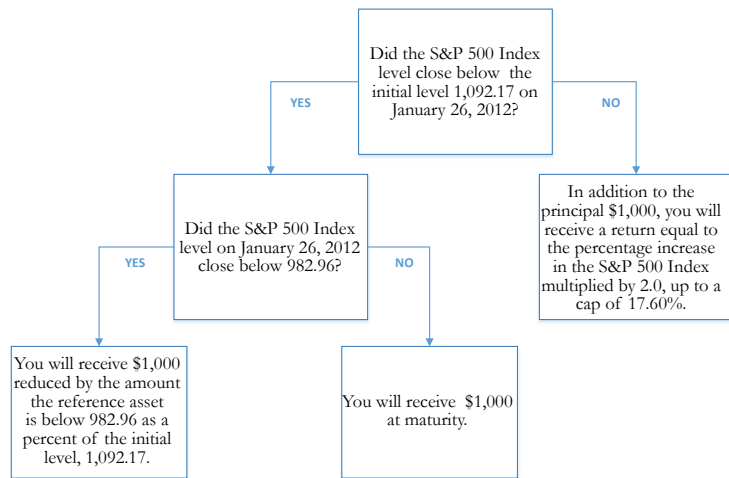 Did the S&P 500 Index
level close below the
initial level 1,092.17 on
January 26, 2012?
YES
NO
Did the S&P 500 Index
level on January 26, 2012
close below 982.96?
In addition to the
principal $1,000, you will
receive a return equal to
the percentage increase
in the S&P 500 Index
multiplied by 2.0, up to a
cap of 17.60%.
YES
NO
You will receive $1,000
reduced by the amount
the reference asset
is below 982.96 as a
percent of the initial
level, 1,092.17.
You will receive $1,000
at maturity.